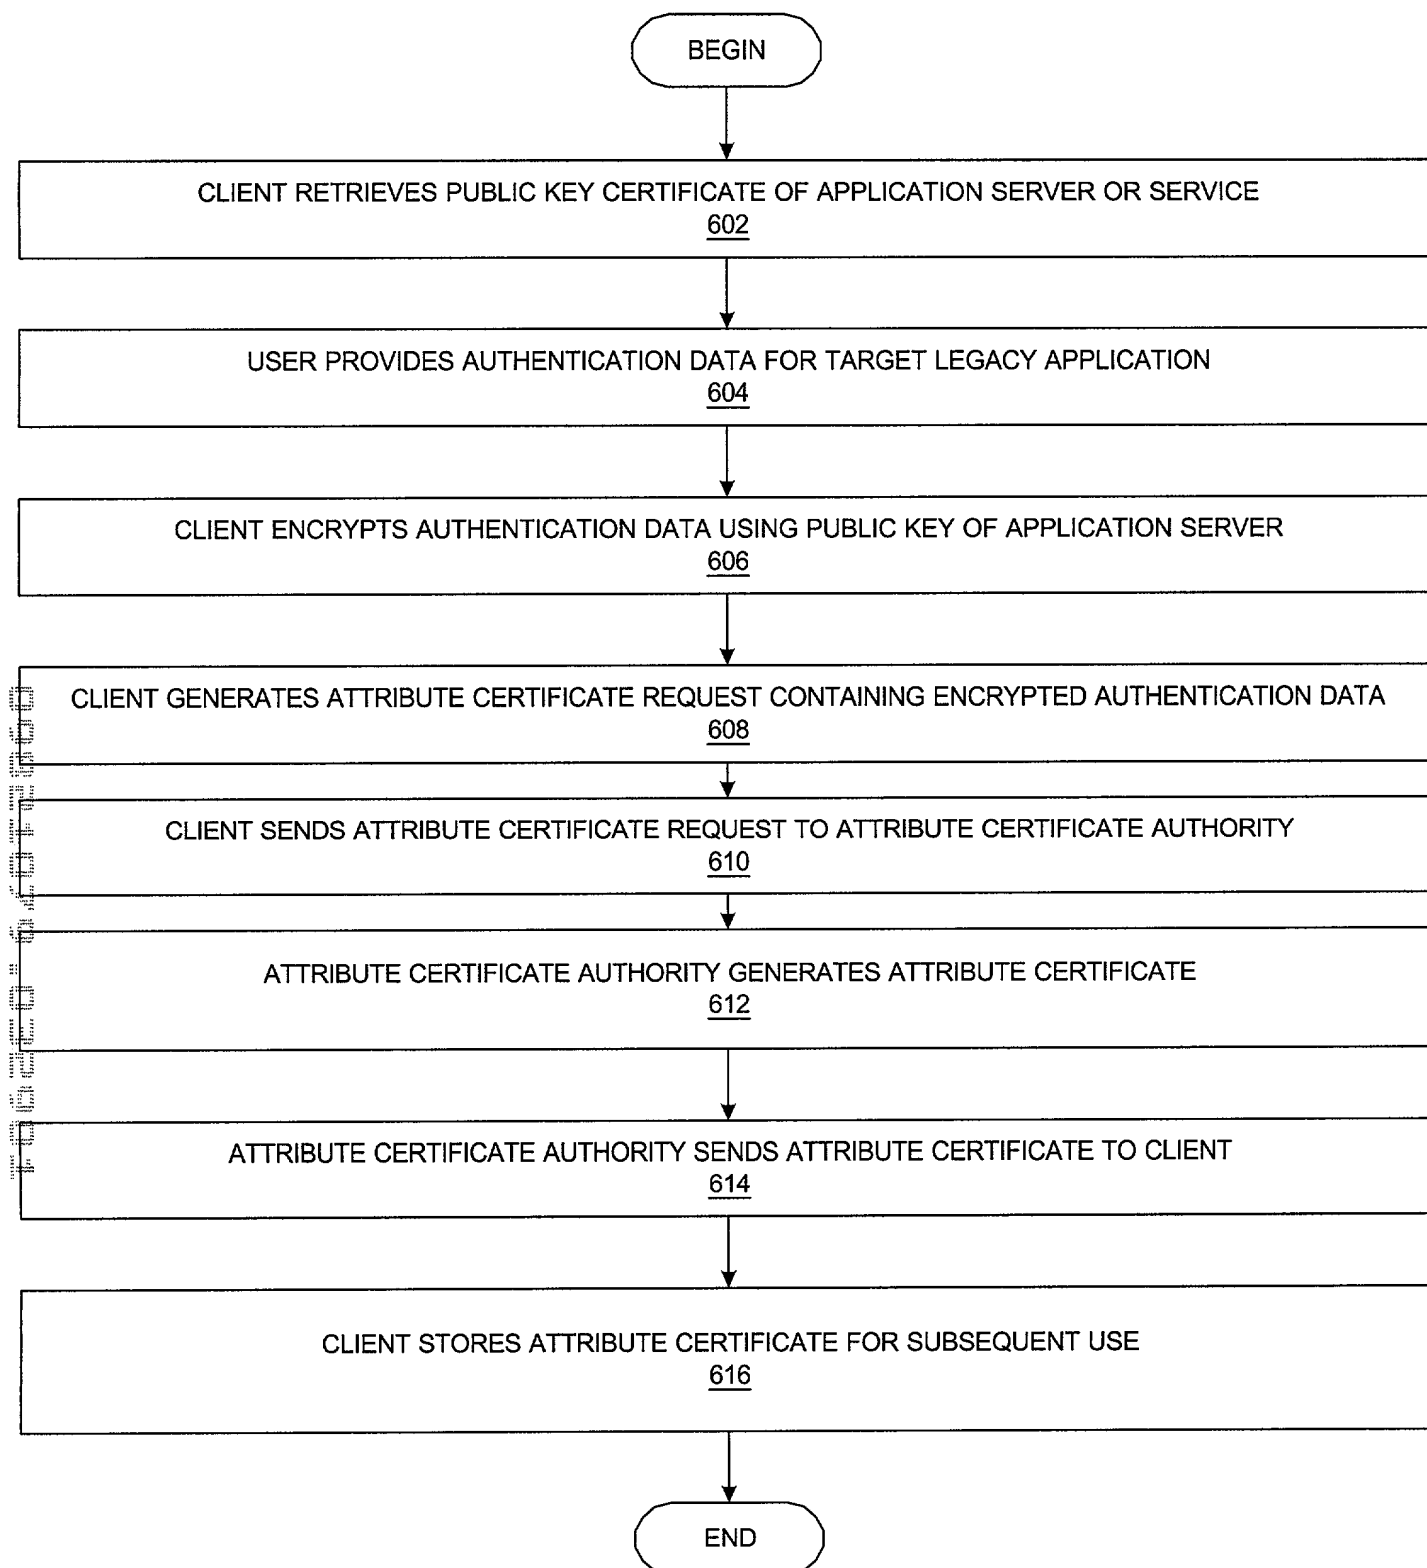 BEGIN
CLIENT RETRIEVES PUBLIC KEY CERTIFICATE OF APPLICATION SERVER OR SERVICE
602
USER PROVIDES AUTHENTICATION DATA FOR TARGET LEGACY APPLICATION
604
CLIENT ENCRYPTS AUTHENTICATION DATA USING PUBLIC KEY OF APPLICATION SERVER
606
CLIENT GENERATES ATTRIBUTE CERTIFICATE REQUEST CONTAINING ENCRYPTED AUTHENTICATION DATA
608
CLIENT SENDS ATTRIBUTE CERTIFICATE REQUEST TO ATTRIBUTE CERTIFICATE AUTHORITY
610
ATTRIBUTE CERTIFICATE AUTHORITY GENERATES ATTRIBUTE CERTIFICATE
612
ATTRIBUTE CERTIFICATE AUTHORITY SENDS ATTRIBUTE CERTIFICATE TO CLIENT
614
CLIENT STORES ATTRIBUTE CERTIFICATE FOR SUBSEQUENT USE
616
END